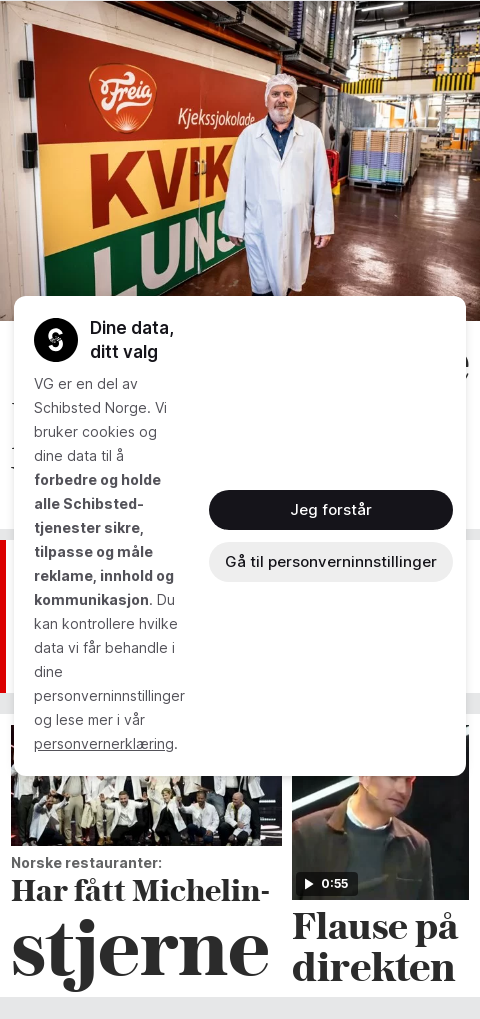 Freia
Kjekssjokolade
KVIK
LUNS
Dine data,
ditt valg
VG er en del av
Schibsted Norge. Vi
bruker cookies og
dine data til å
forbedre og holde
alle Schibsted-
tjenester sikre,
tilpasse og måle
reklame, innhold og
kommunikasjon. Du
kan kontrollere hvilke
data vi får behandle i
dine
personverninnstillinger
og lese mer i vår
personvernerklæring.
Jeg forstår
Gå til personverninnstillinger
Norske restauranter:
Har fått Michelin-
stjerne
0:55
Flause på
direkten